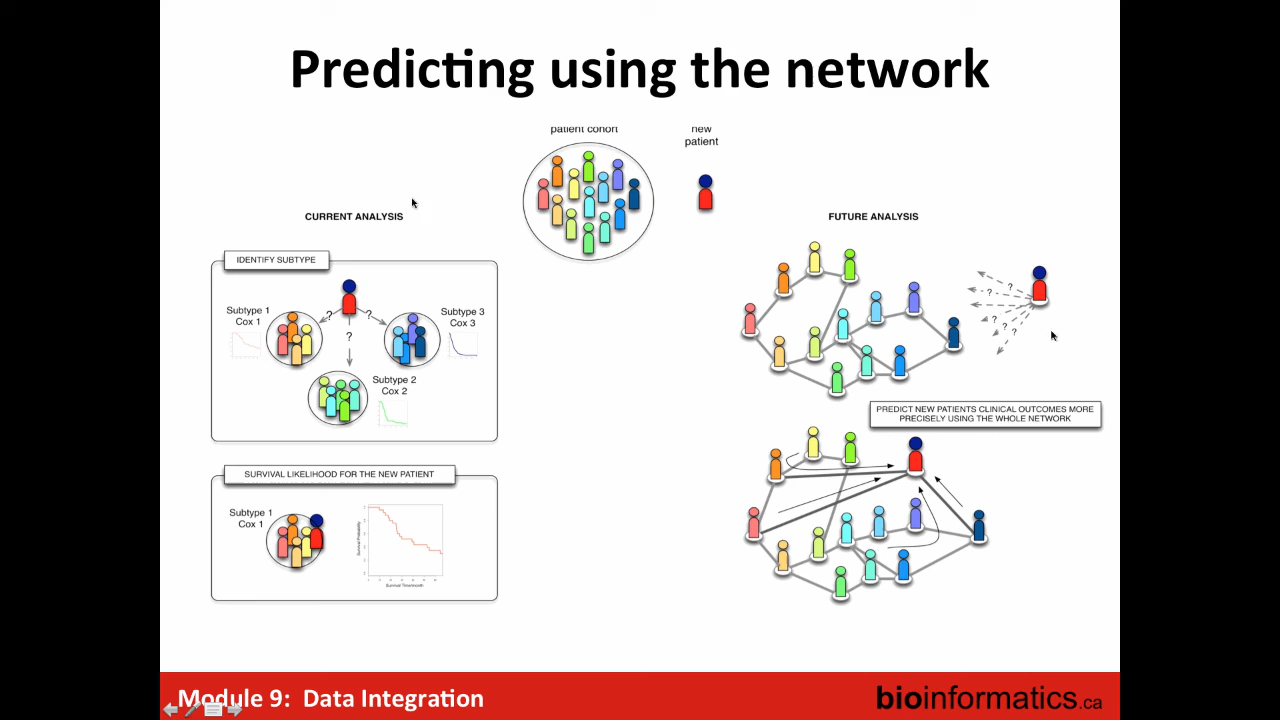 Predicting using the network
patient cohort
new
patient
CURRENT ANALYSIS
IDENTIFY SUBTYPE
Subtype 1
Cox 1
Subtype 3
Cox 3
?
?
?
Subtype 2
Cox 2
SURVIVAL LIKELIHOOD FOR THE NEW PATIENT
Subtype 1
Cox 1
Survival Probability
FUTURE ANALYSIS
?
?
?
?
?
PREDICT NEW PATIENTS CLINICAL OUTCOMES MORE
PRECISELY USING THE WHOLE NETWORK
Module 9: Data Integration
bioinformatics.ca